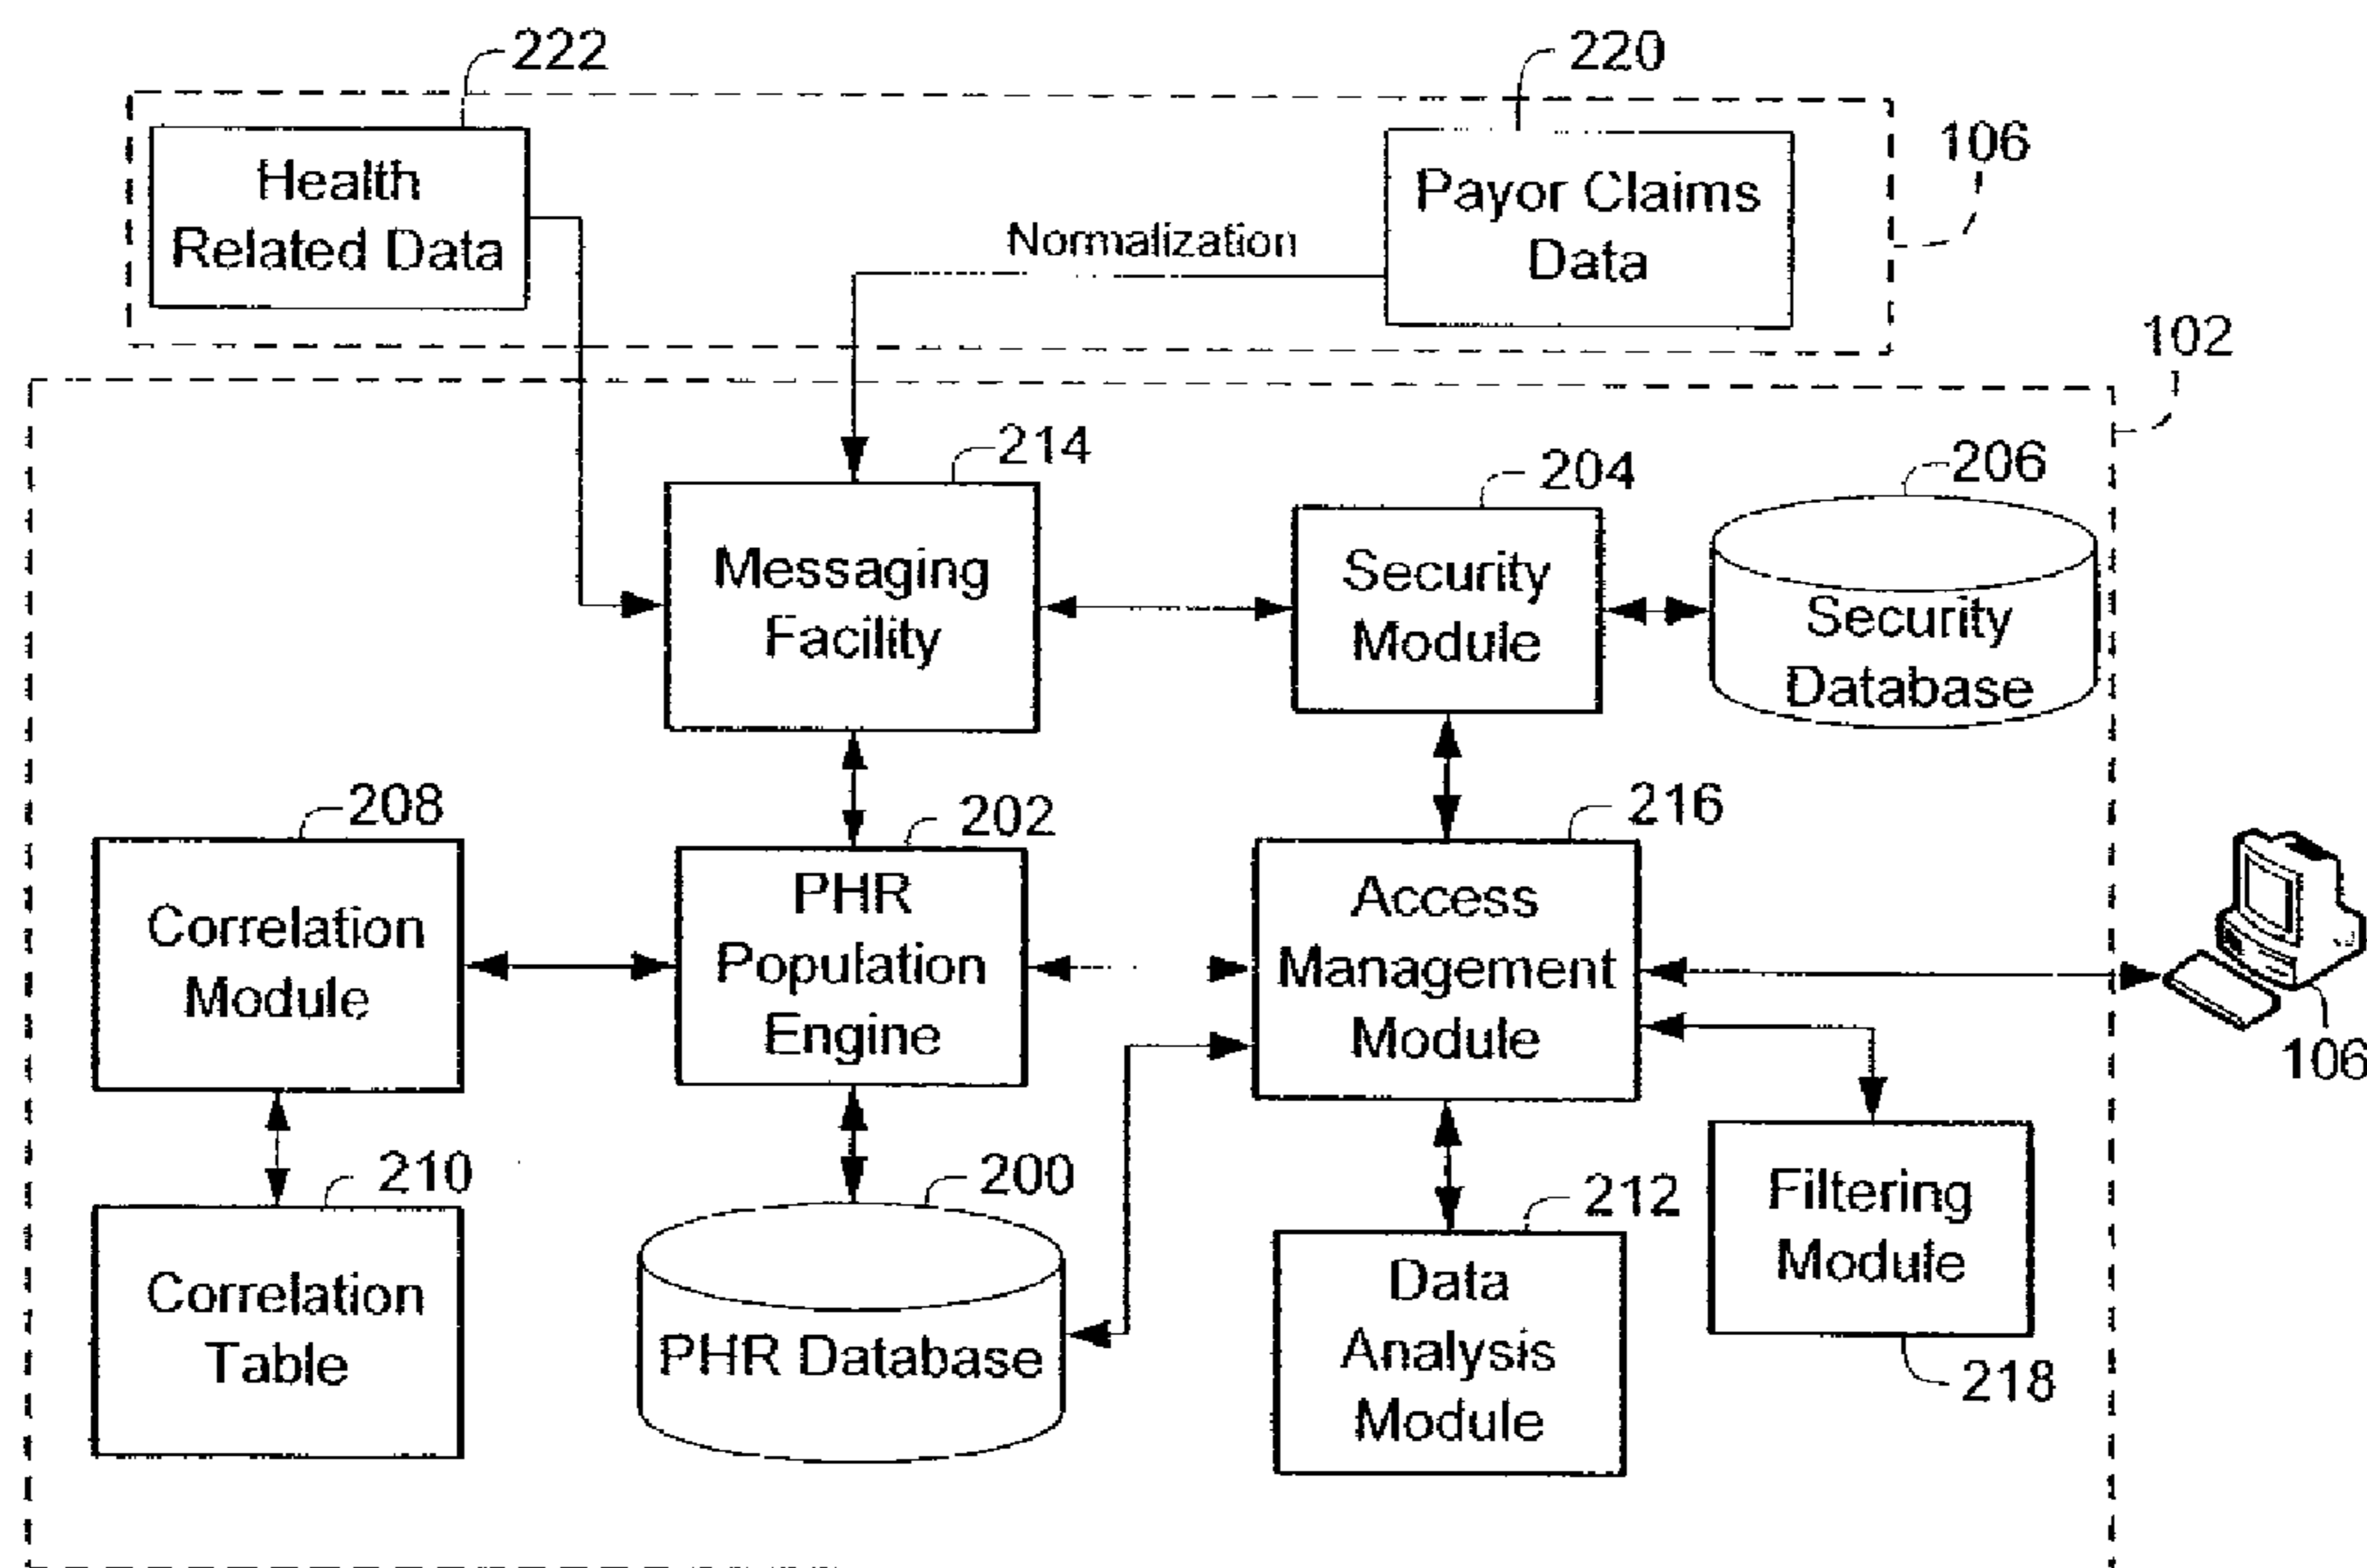 222
220
Health
Related Data
Normalization
Payor Claims
Data
106
102
214
204
206
Messaging
Facility
Security
Module
Security
Database
208
202
216
Correlation
Module
PHR
Population
Engine
Access
Management
Module
106
210
200
212
Correlation
Table
PHR Database
Data
Analysis
Module
Filtering
Module
218